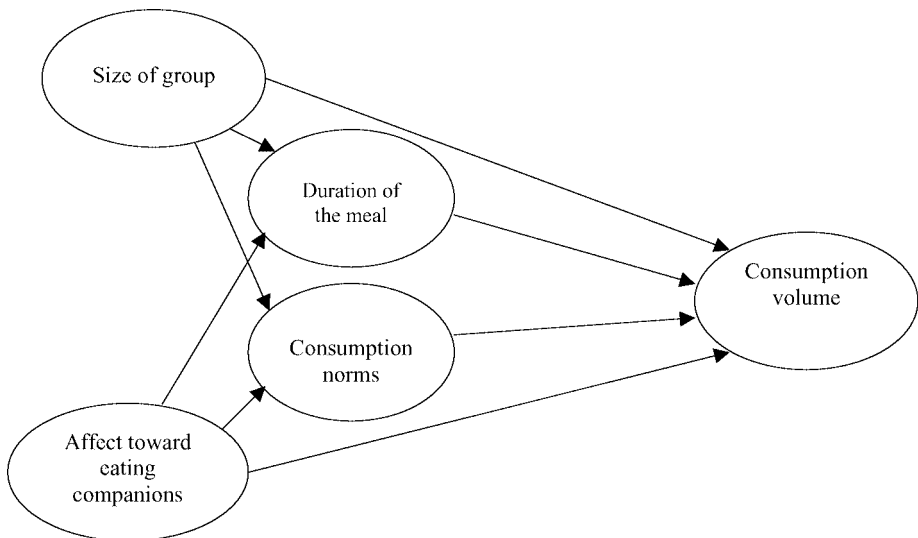 Size of group
Duration of
the meal
Consumption
volume
Consumption
norms
Affect toward
eating
companions